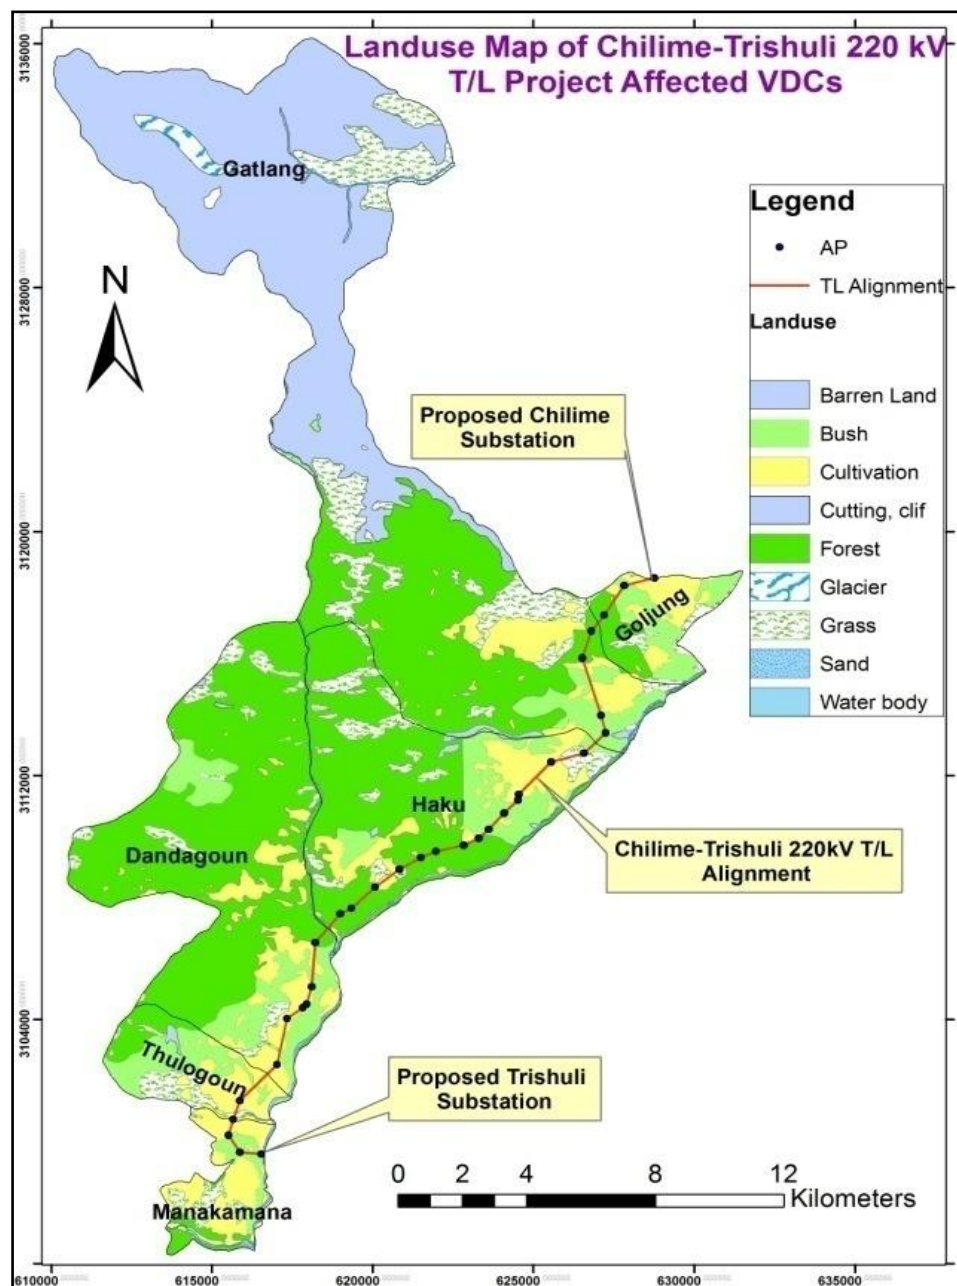 Landuse Map of Chilime-Trishuli 220 kV
T/L Project Affected VDCs
Gatlang
Legend
AP
TL Alignment
Landuse
Barren Land
Bush
Cultivation
Cutting, clif
Forest
Glacier
Grass
Sand
Water body
N
Proposed Chilime
Substation
Goljung
Haku
Dandagoun
Chilime-Trishuli 220kV T/L
Alignment
Thulogoun
Proposed Trishuli
Substation
Manakamana
0 2 4 8 12
Kilometers
3136000
3128000
3120000
3112000
3104000
610000 615000 620000 625000 630000 635000